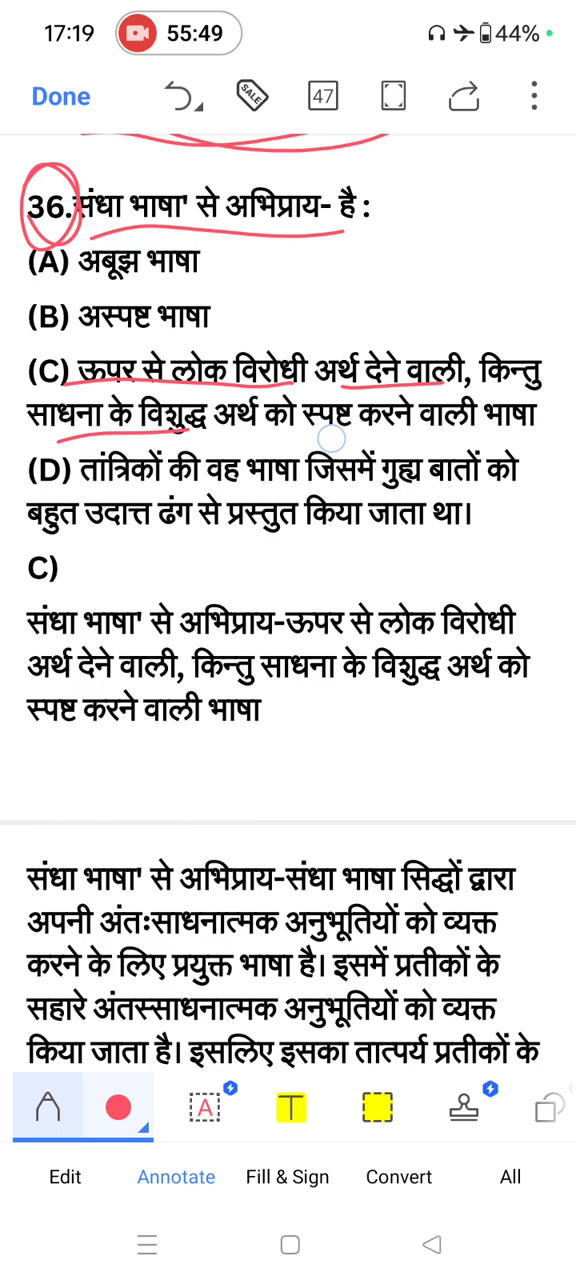 17:19 55:49 44%
Done SALE 47
36.संधा भाषा' से अभिप्राय- है :
(A) अबूझ भाषा
(B) अस्पष्ट भाषा
(C) ऊपर से लोक विरोधी अर्थ देने वाली, किन्तु
साधना के विशुद्ध अर्थ को स्पष्ट करने वाली भाषा
(D) तांत्रिकों की वह भाषा जिसमें गुह्य बातों को
बहुत उदात्त ढंग से प्रस्तुत किया जाता था।
C)
संधा भाषा' से अभिप्राय-ऊपर से लोक विरोधी
अर्थ देने वाली, किन्तु साधना के विशुद्ध अर्थ को
स्पष्ट करने वाली भाषा
संधा भाषा' से अभिप्राय-संधा भाषा सिद्धों द्वारा
अपनी अंतःसाधनात्मक अनुभूतियों को व्यक्त
करने के लिए प्रयुक्त भाषा है। इसमें प्रतीकों के
सहारे अंतस्साधनात्मक अनुभूतियों को व्यक्त
किया जाता है। इसलिए इसका तात्पर्य प्रतीकों के
A T
Edit Annotate Fill & Sign Convert All